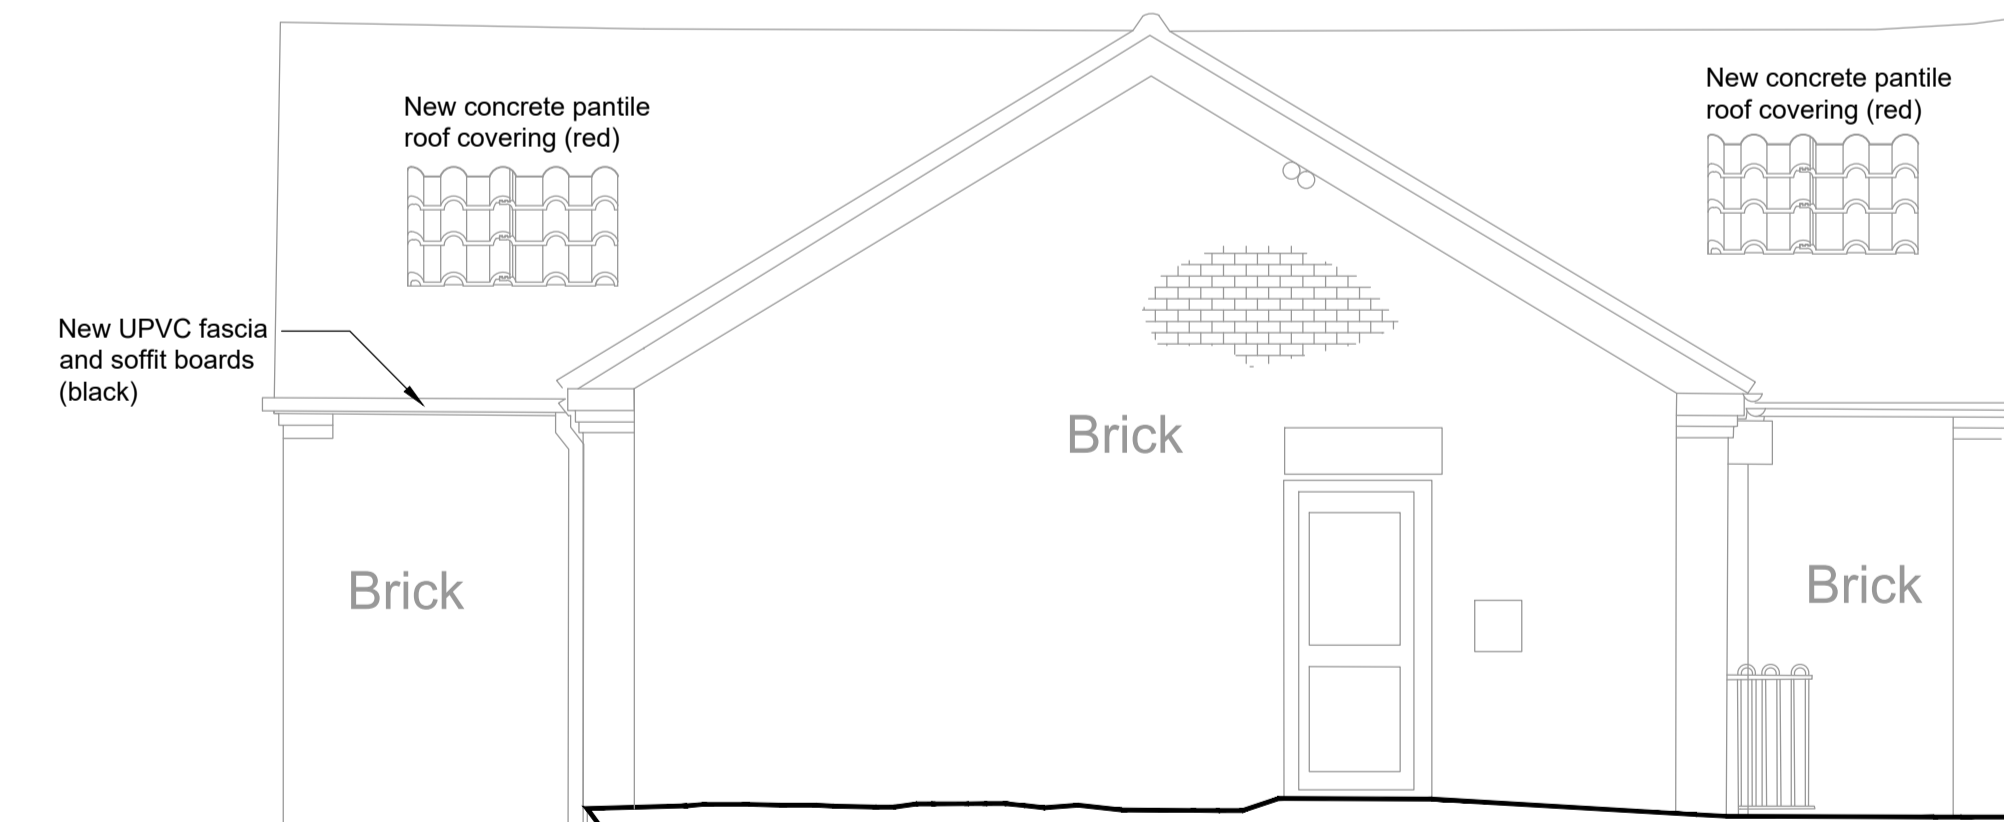 New concrete pantile
roof covering (red)
New concrete pantile
roof covering (red)
New UPVC fascia
and soffit boards
(black)
Brick
Brick
Brick